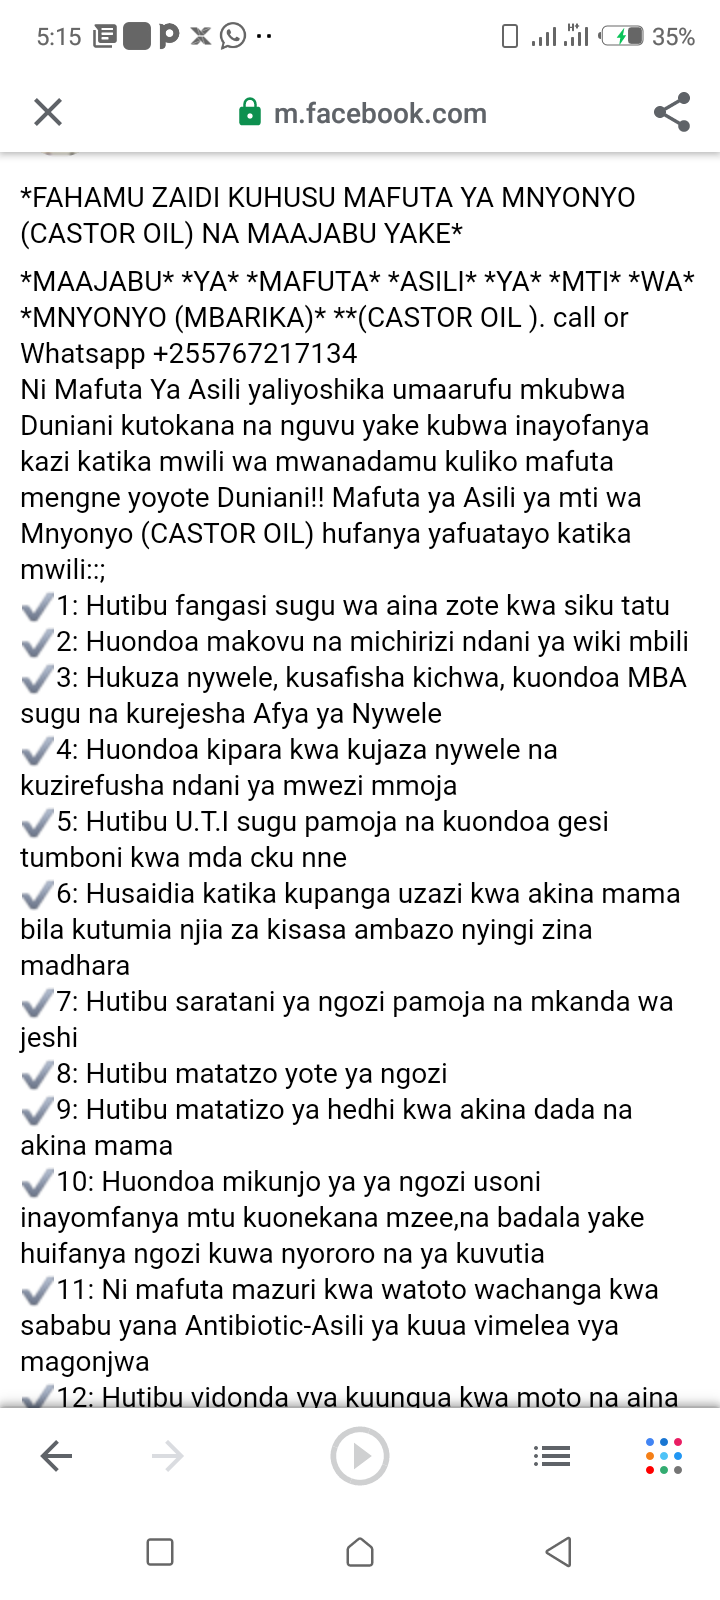 5:15
35%
m.facebook.com
*FAHAMU ZAIDI KUHUSU MAFUTA YA MNYONYO
(CASTOR OIL) NA MAAJABU YAKE*
*MAAJABU* *YA* *MAFUTA* *ASILI* *YA* *MTI* *WA*
*MNYONYO (MBARIKA)* **(CASTOR OIL ). call or
Whatsapp +255767217134
Ni Mafuta Ya Asili yaliyoshika umaarufu mkubwa
Duniani kutokana na nguvu yake kubwa inayofanya
kazi katika mwili wa mwanadamu kuliko mafuta
mengne yoyote Duniani!! Mafuta ya Asili ya mti wa
Mnyonyo (CASTOR OIL) hufanya yafuatayo katika
mwili::;
✔1: Hutibu fangasi sugu wa aina zote kwa siku tatu
✔2: Huondoa makovu na michirizi ndani ya wiki mbili
✔3: Hukuza nywele, kusafisha kichwa, kuondoa MBA
sugu na kurejesha Afya ya Nywele
✔4: Huondoa kipara kwa kujaza nywele na
kuzirefusha ndani ya mwezi mmoja
✔5: Hutibu U.T.I sugu pamoja na kuondoa gesi
tumboni kwa mda cku nne
✔6: Husaidia katika kupanga uzazi kwa akina mama
bila kutumia njia za kisasa ambazo nyingi zina
madhara
✔7: Hutibu saratani ya ngozi pamoja na mkanda wa
jeshi
✔8: Hutibu matatzo yote ya ngozi
✔9: Hutibu matatizo ya hedhi kwa akina dada na
akina mama
✔10: Huondoa mikunjo ya ya ngozi usoni
inayomfanya mtu kuonekana mzee,na badala yake
huifanya ngozi kuwa nyororo na ya kuvutia
✔11: Ni mafuta mazuri kwa watoto wachanga kwa
sababu yana Antibiotic-Asili ya kuua vimelea vya
magonjwa
✔12: Hutibu vidonda vya kuungua kwa moto na aina